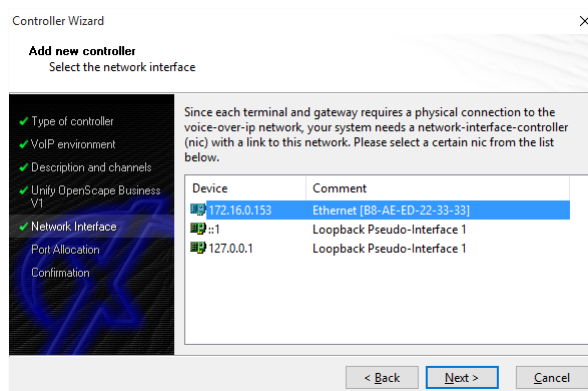 Controller Wizard
Add new controller
Select the network interface
Type of controller
VoIP environment
Description and channels
Unify OpenScape Business
V1
Network Interface
Port Allocation
Confirmation
Since each terminal and gateway requires a physical connection to the
voice-over-ip network, your system needs a network-interface-controller
(nic) with a link to this network. Please select a certain nic from the list
below.
Device Comment
172.16.0.153 Ethernet [B8-AE-ED-22-33-33]
::1 Loopback Pseudo-Interface 1
127.0.0.1 Loopback Pseudo-Interface 1
< Back Next > Cancel